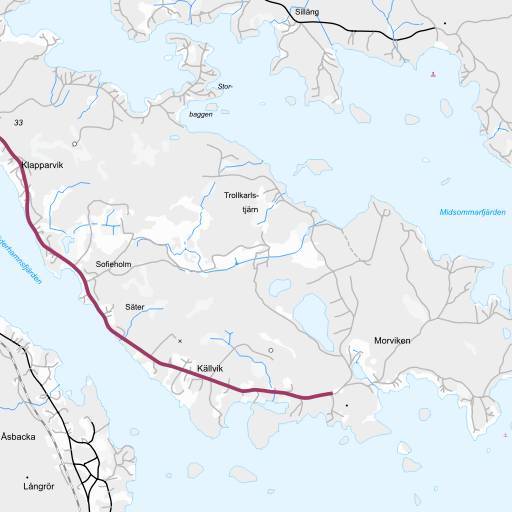 Sillång
Stor-
baggen
33
Klapparvik
Trollkarls-
tjärn
Midsommarfjärden
Sofieholm
Säter
Källvik
Morviken
Åsbacka
Långrör